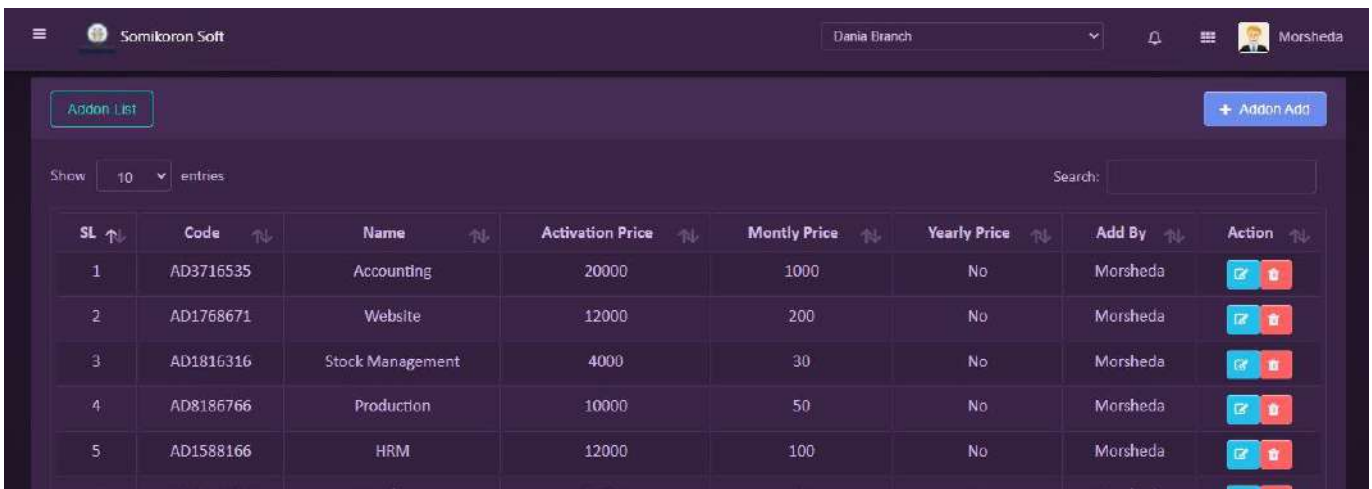 Somikoron Soft Dania Branch Morsheda
Addon List + Addon Add
Show 10 entries Search:
SL Code Name Activation Price Montly Price Yearly Price Add By Action
1 AD3716535 Accounting 20000 1000 No Morsheda
2 AD1768671 Website 12000 200 No Morsheda
3 AD1816316 Stock Management 4000 30 No Morsheda
4 AD8186766 Production 10000 50 No Morsheda
5 AD1588166 HRM 12000 100 No Morsheda